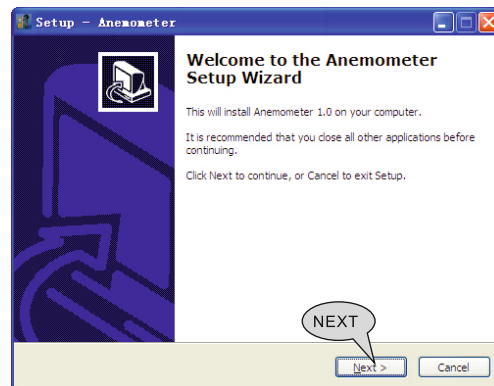 Setup - Anemometer
Welcome to the Anemometer
Setup Wizard
This will install Anemometer 1.0 on your computer.
It is recommended that you close all other applications before
continuing.
Click Next to continue, or Cancel to exit Setup.
NEXT
Next >
Cancel